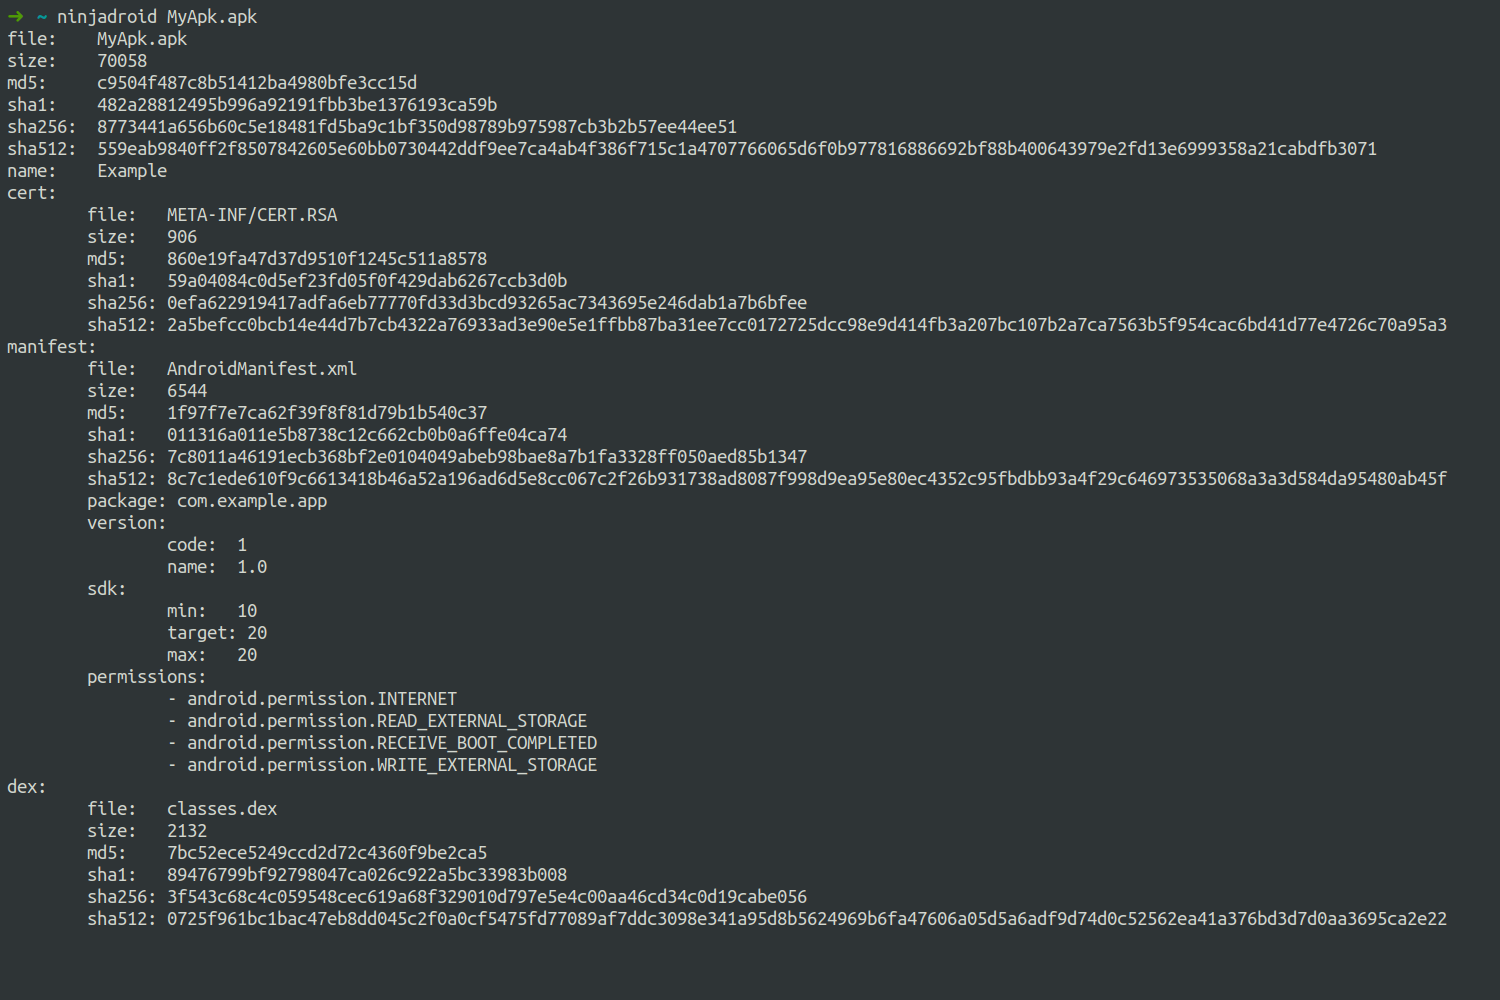 ➜ ~ ninjadroid MyApk.apk
file:    MyApk.apk
size:    70058
md5:     c9504f487c8b51412ba4980bfe3cc15d
sha1:    482a28812495b996a92191fbb3be1376193ca59b
sha256:  8773441a656b60c5e18481fd5ba9c1bf350d98789b975987cb3b2b57ee44ee51
sha512:  559eab9840ff2f8507842605e60bb0730442ddf9ee7ca4ab4f386f715c1a4707766065d6f0b977816886692bf88b400643979e2fd13e6999358a21cabdfb3071
name:    Example
cert:
        file:   META-INF/CERT.RSA
        size:   906
        md5:    860e19fa47d37d9510f1245c511a8578
        sha1:   59a04084c0d5ef23fd05f0f429dab6267ccb3d0b
        sha256: 0efa622919417adfa6eb77770fd33d3bcd93265ac7343695e246dab1a7b6bfee
        sha512: 2a5befcc0bcb14e44d7b7cb4322a76933ad3e90e5e1ffbb87ba31ee7cc0172725dcc98e9d414fb3a207bc107b2a7ca7563b5f954cac6bd41d77e4726c70a95a3
manifest:
        file:   AndroidManifest.xml
        size:   6544
        md5:    1f97f7e7ca62f39f8f81d79b1b540c37
        sha1:   011316a011e5b8738c12c662cb0b0a6ffe04ca74
        sha256: 7c8011a46191ecb368bf2e0104049abeb98bae8a7b1fa3328ff050aed85b1347
        sha512: 8c7c1ede610f9c6613418b46a52a196ad6d5e8cc067c2f26b931738ad8087f998d9ea95e80ec4352c95fbdbb93a4f29c646973535068a3a3d584da95480ab45f
        package: com.example.app
        version:
                code:  1
                name:  1.0
        sdk:
                min:   10
                target: 20
                max:   20
        permissions:
                - android.permission.INTERNET
                - android.permission.READ_EXTERNAL_STORAGE
                - android.permission.RECEIVE_BOOT_COMPLETED
                - android.permission.WRITE_EXTERNAL_STORAGE
dex:
        file:   classes.dex
        size:   2132
        md5:    7bc52ece5249ccd2d72c4360f9be2ca5
        sha1:   89476799bf92798047ca026c922a5bc33983b008
        sha256: 3f543c68c4c059548cec619a68f329010d797e5e4c00aa46cd34c0d19cabe056
        sha512: 0725f961bc1bac47eb8dd045c2f0a0cf5475fd77089af7ddc3098e341a95d8b5624969b6fa47606a05d5a6adf9d74d0c52562ea41a376bd3d7d0aa3695ca2e22